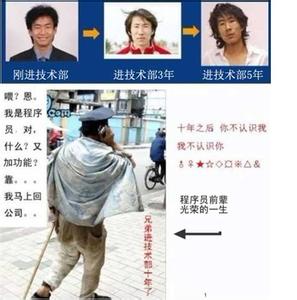 刚进技术部
进技术部3年
进技术部5年
喂？恩。
我是程序
员 对，
什么？又
加功能？
靠。。。
我马上回
公司。。
十年之后 你不认识我
我不认识你
♁♀★☆◇□※△&
兄弟进技术部十年了
程序员前辈
光荣的一生
1